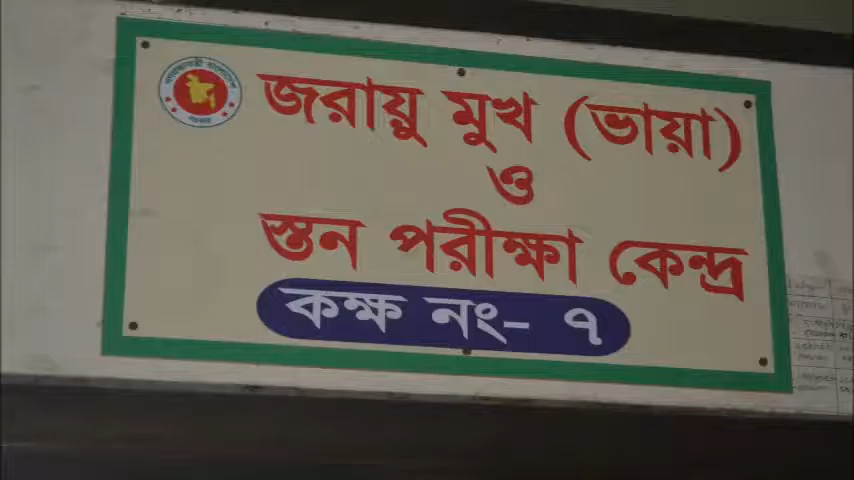 জরায়ু মুখ (ভায়া)
ও
স্তন পরীক্ষা কেন্দ্র
কক্ষ নং- ৭